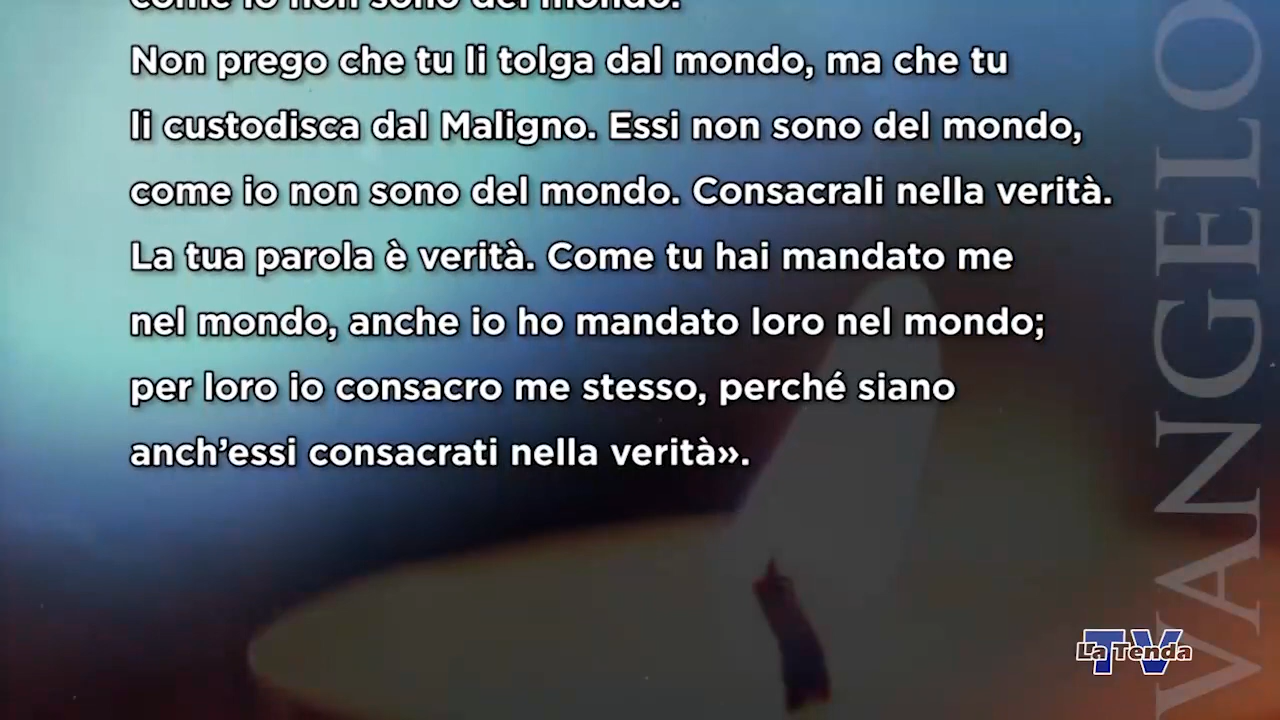 come io non sono del mondo.
Non prego che tu li tolga dal mondo, ma che tu
li custodisca dal Maligno. Essi non sono del mondo,
come io non sono del mondo. Consacrali nella verità.
La tua parola è verità. Come tu hai mandato me
nel mondo, anche io ho mandato loro nel mondo;
per loro io consacro me stesso, perché siano
anch’essi consacrati nella verità».
VANGELO
TV
La Tenda